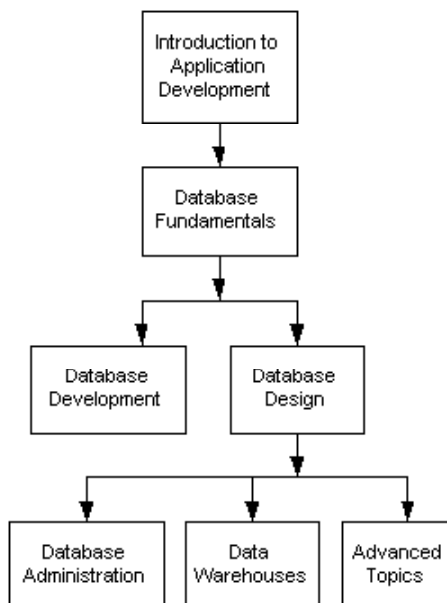 Introduction to
Application
Development
Database
Fundamentals
Database
Development
Database
Design
Database
Administration
Data
Warehouses
Advanced
Topics